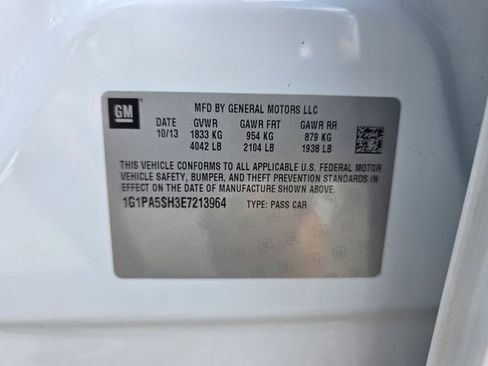 GM
MFD BY GENERAL MOTORS LLC
DATE GVWR GAWR FRT GAWR RR
10/13 1833 KG 954 KG 879 KG
4042 LB 2104 LB 1938 LB
THIS VEHICLE CONFORMS TO ALL APPLICABLE U.S. FEDERAL MOTOR
VEHICLE SAFETY, BUMPER, AND THEFT PREVENTION STANDARDS IN
EFFECT ON THE DATE OF MANUFACTURE SHOWN ABOVE.
1G1PA5SH3E7213964 TYPE: PASS CAR